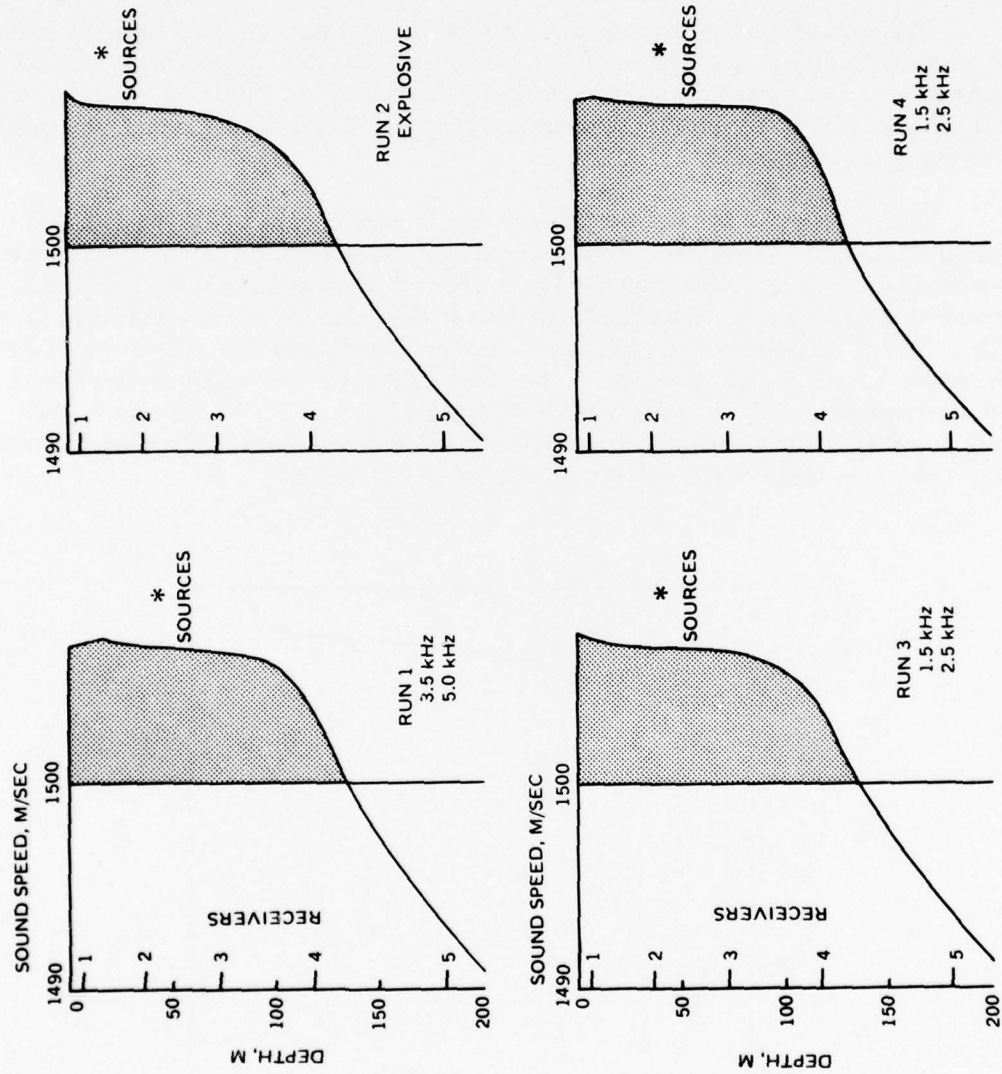 SOUND SPEED, M/SEC
1490
1500
0
50
100
150
200
DEPTH, M
1
2
3
4
5
RECEIVERS
*
SOURCES
RUN 1
3.5 kHz
5.0 kHz
1490
1500
1
2
3
4
5
*
SOURCES
RUN 2
EXPLOSIVE
SOUND SPEED, M/SEC
1490
1500
0
50
100
150
200
DEPTH, M
1
2
3
4
5
RECEIVERS
*
SOURCES
RUN 3
1.5 kHz
2.5 kHz
1490
1500
1
2
3
4
5
*
SOURCES
RUN 4
1.5 kHz
2.5 kHz